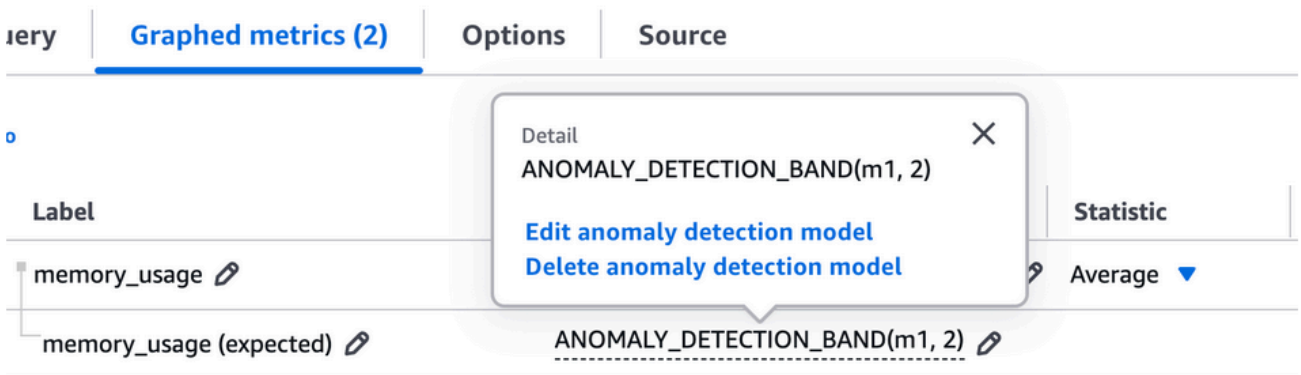 Graphed metrics (2)
Options
Source
Detail
ANOMALY_DETECTION_BAND(m1, 2)
Edit anomaly detection model
Delete anomaly detection model
Label
Statistic
memory_usage
Average
memory_usage (expected)
ANOMALY_DETECTION_BAND(m1, 2)